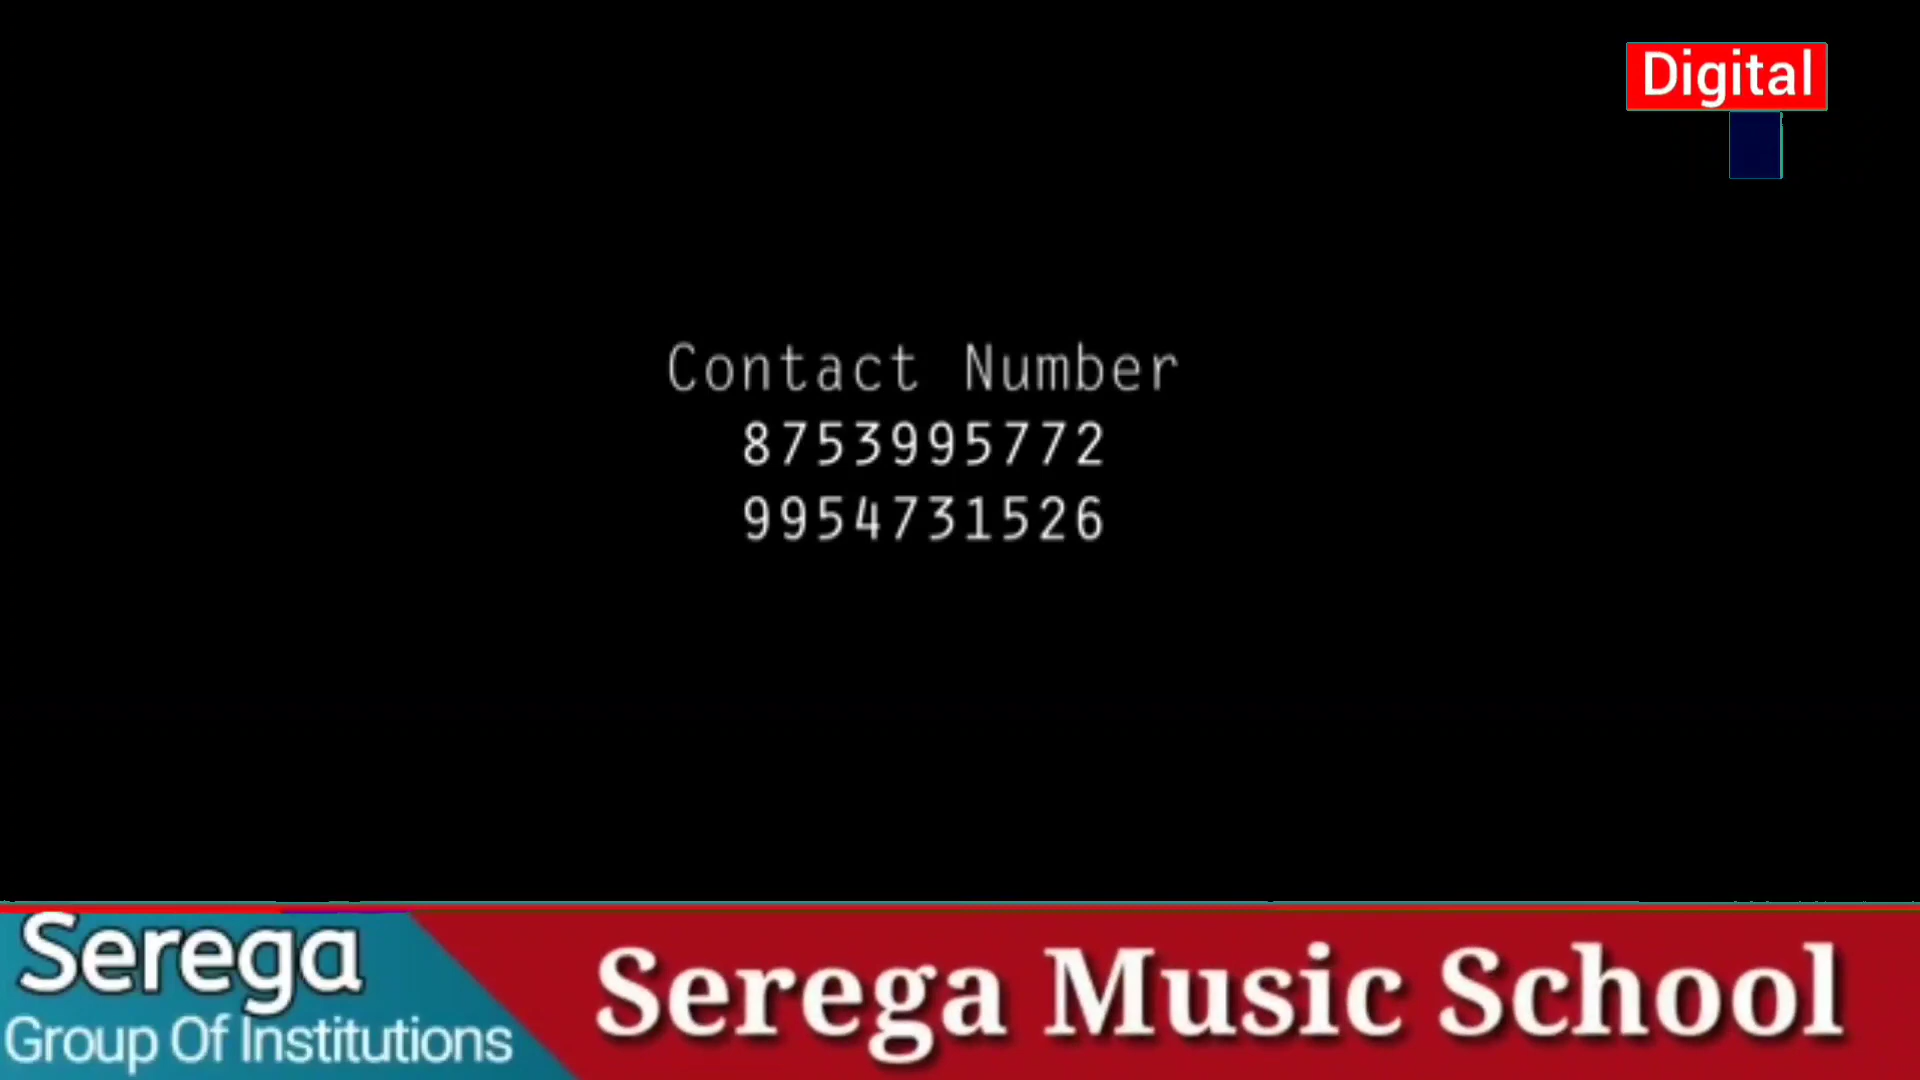 Digital
Contact Number
8753995772
9954731526
Serega
Group Of Institutions
Serega Music School